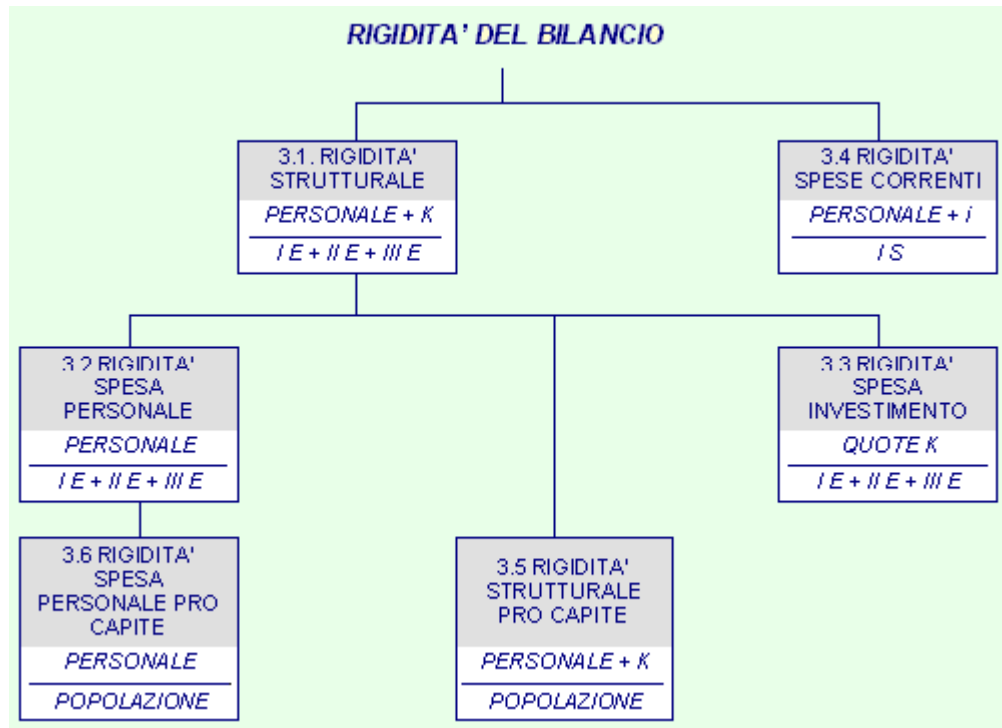 RIGIDITA' DEL BILANCIO
3.1. RIGIDITA'
STRUTTURALE
PERSONALE + K
I E + II E + III E
3.4 RIGIDITA'
SPESE CORRENTI
PERSONALE + i
I S
3.2 RIGIDITA'
SPESA
PERSONALE
PERSONALE
I E + II E + III E
3.3 RIGIDITA'
SPESA
INVESTIMENTO
QUOTE K
I E + II E + III E
3.6 RIGIDITA'
SPESA
PERSONALE PRO
CAPITE
PERSONALE
POPOLAZIONE
3.5 RIGIDITA'
STRUTTURALE
PRO CAPITE
PERSONALE + K
POPOLAZIONE